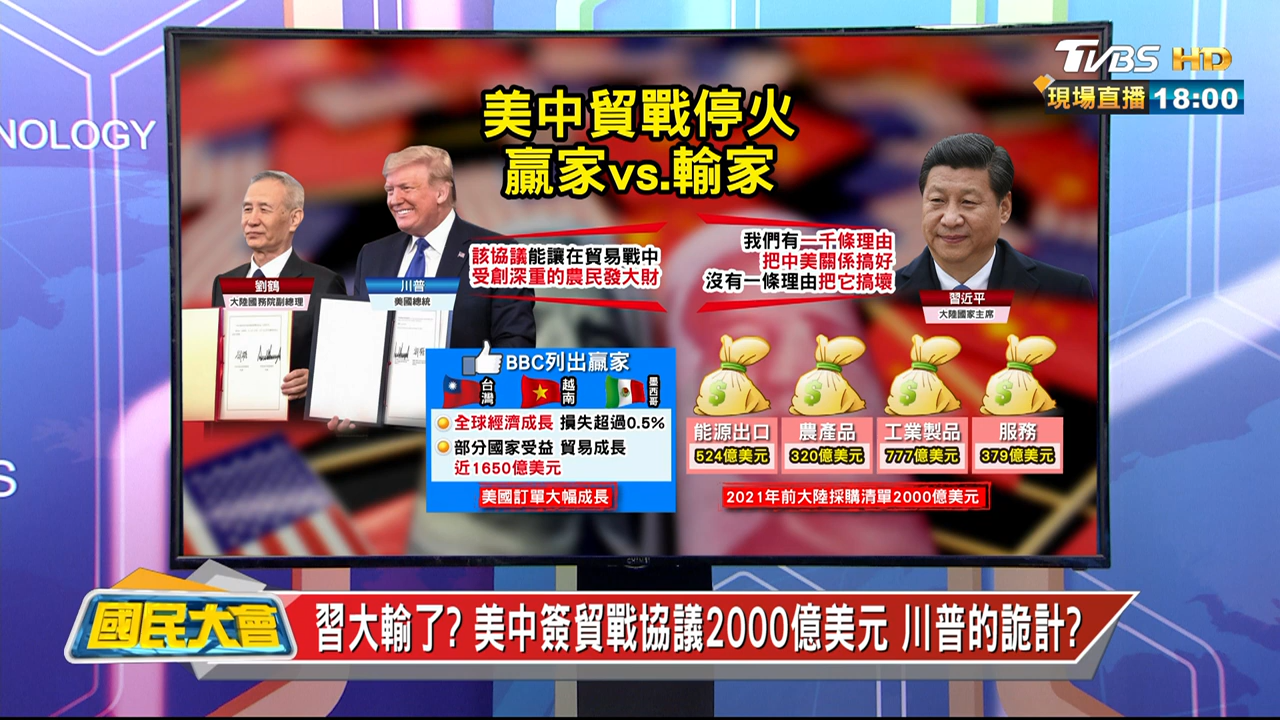 TVBS HD
現場直播 18:00
NOLOGY
S
美中貿戰停火
贏家vs.輸家
該協議能讓在貿易戰中
受創深重的農民發大財
我們有一千條理由
把中美關係搞好
沒有一條理由把它搞壞
劉鶴
大陸國務院副總理
川普
美國總統
習近平
大陸國家主席
BBC列出贏家
台灣
越南
墨西哥
全球經濟成長 損失超過0.5%
部分國家受益 貿易成長
近1650億美元
美國訂單大幅成長
能源出口
524億美元
農產品
320億美元
工業製品
777億美元
服務
379億美元
2021年前大陸採購清單2000億美元
國民大會
習大輸了? 美中簽貿戰協議2000億美元 川普的詭計?